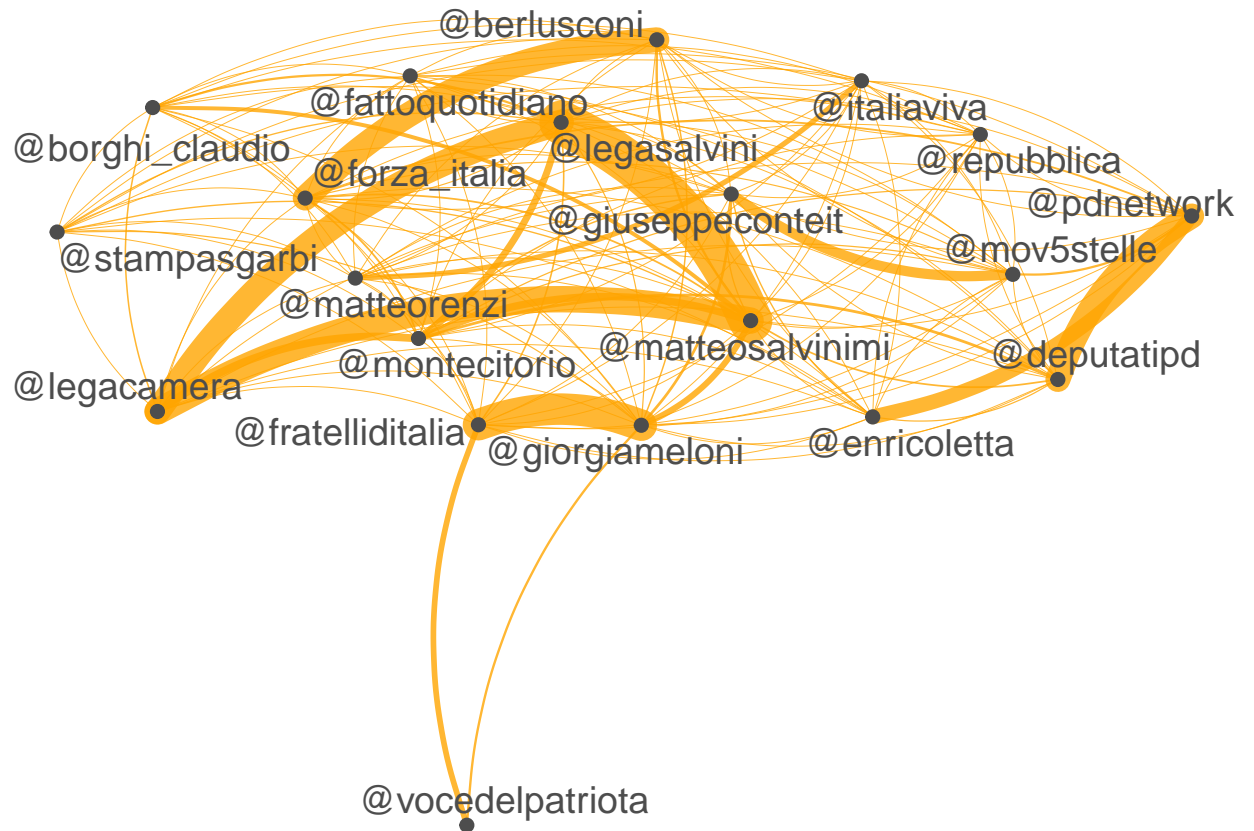 @berlusconi
@fattoquotidiano
@italiaviva
@borghi_claudio
@legasalvini
@repubblica
@forza_italia
@giuseppeconteit
@pdnetwork
@stampasgarbi
@mov5stelle
@matteorenzi
@matteosalvinimi
@montecitorio
@deputatipd
@legacamera
@fratelliditalia
@giorgiameloni
@enricoletta
@vocedelpatriota